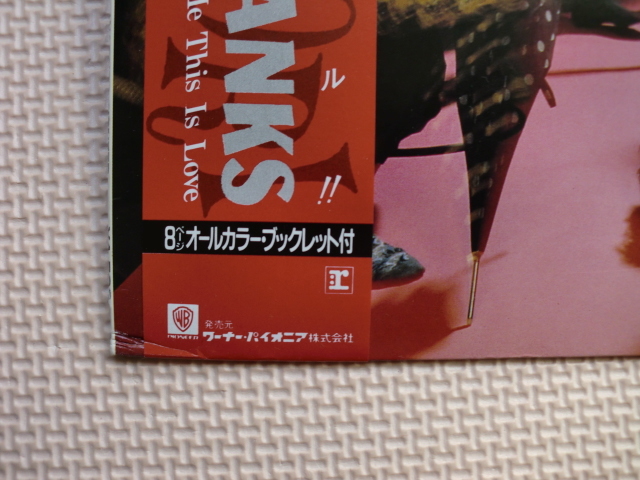 ANKS
le This Is Love
ル!!
8ページオールカラー・ブックレット付
r
WB
PIONEER
発売元
ワーナー・パイオニア株式会社